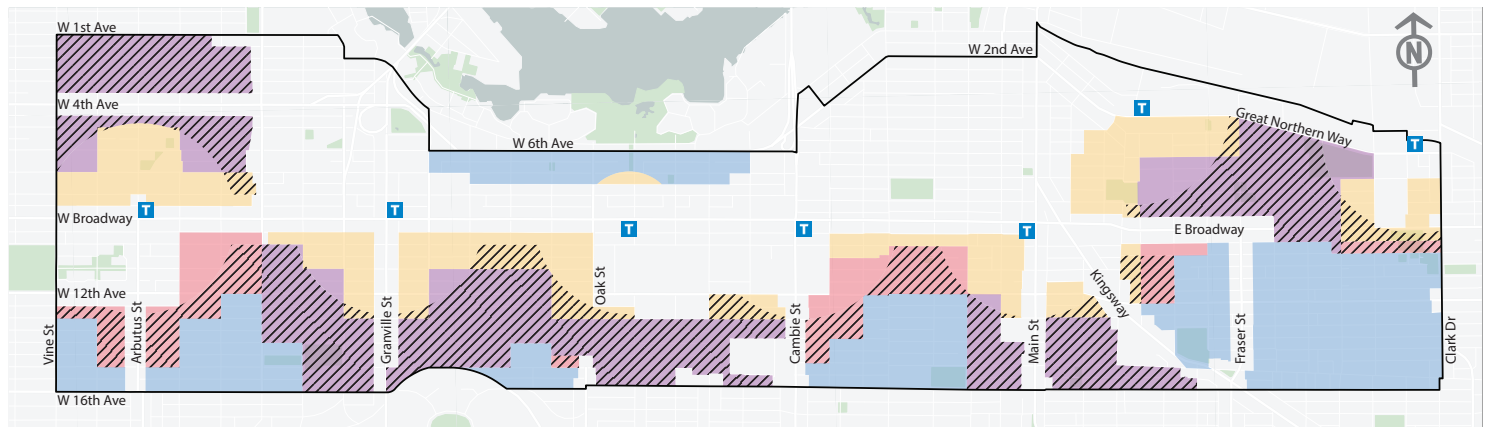 W 1st Ave
W 2nd Ave
N
W 4th Ave
T
Great Northern Way
T
W 6th Ave
T
T
W Broadway
T
T
T
E Broadway
W 12th Ave
Oak St
Kingsway
Vine St
Arbutus St
Granville St
Cambie St
Main St
Fraser St
Clark Dr
W 16th Ave